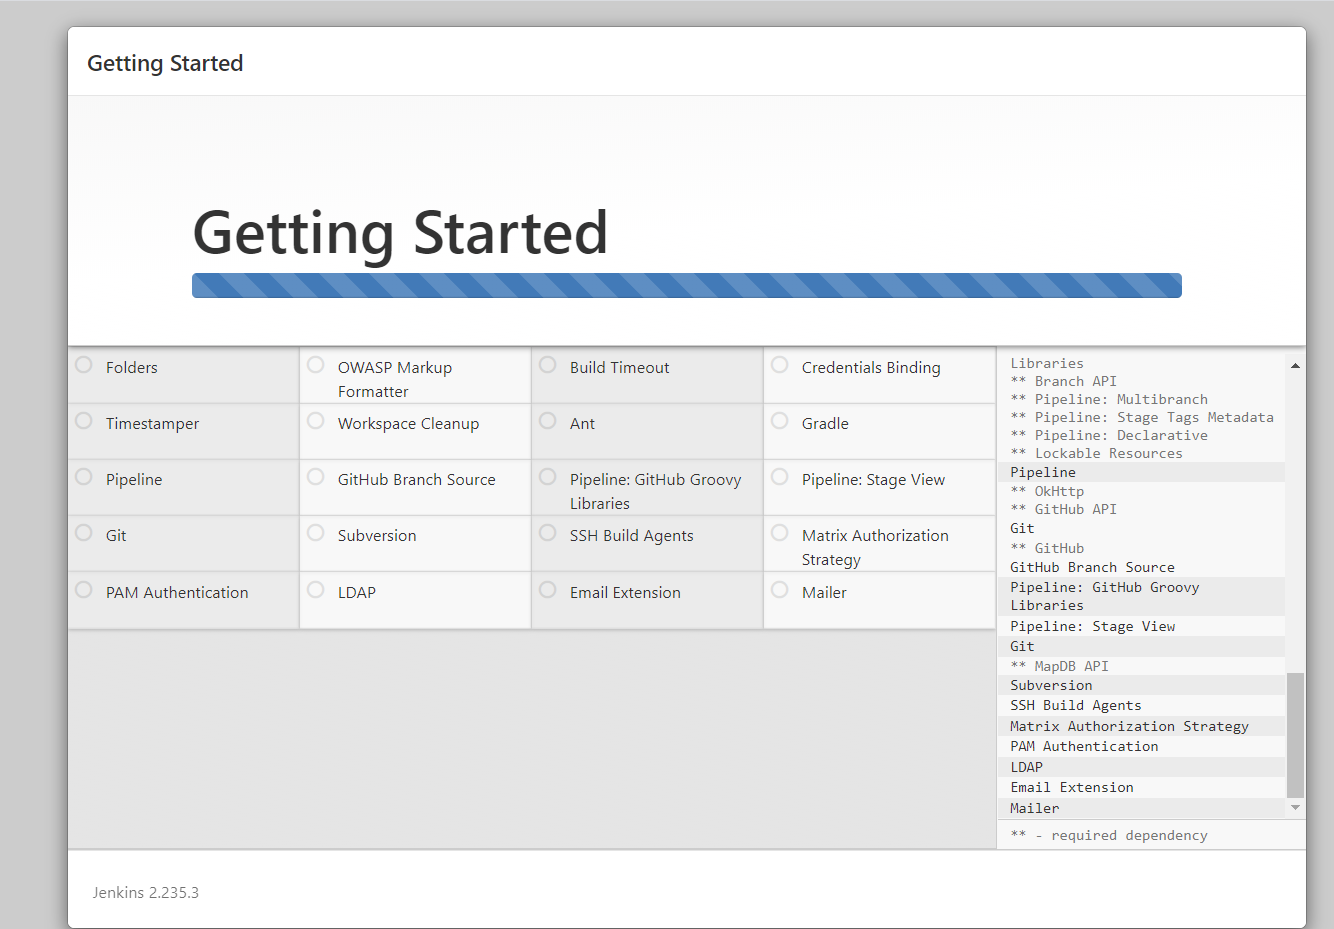 Getting Started
Getting Started
Folders
OWASP Markup
Formatter
Build Timeout
Credentials Binding
Timestamper
Workspace Cleanup
Ant
Gradle
Pipeline
GitHub Branch Source
Pipeline: GitHub Groovy
Libraries
Pipeline: Stage View
Git
Subversion
SSH Build Agents
Matrix Authorization
Strategy
PAM Authentication
LDAP
Email Extension
Mailer
Libraries
** Branch API
** Pipeline: Multibranch
** Pipeline: Stage Tags Metadata
** Pipeline: Declarative
** Lockable Resources
Pipeline
** OkHttp
** GitHub API
Git
** GitHub
GitHub Branch Source
Pipeline: GitHub Groovy
Libraries
Pipeline: Stage View
Git
** MapDB API
Subversion
SSH Build Agents
Matrix Authorization Strategy
PAM Authentication
LDAP
Email Extension
Mailer
** - required dependency
Jenkins 2.235.3